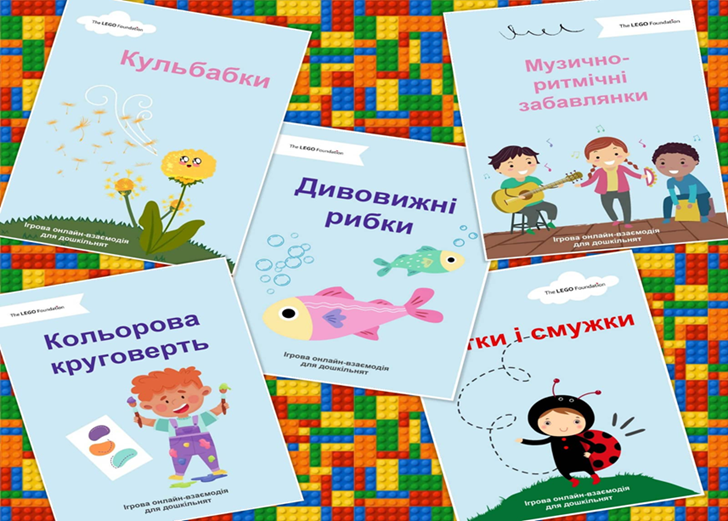 The LEGO Foundation
Кульбабки
Ігрова онлайн-взаємодія
для дошкільнят
The LEGO Foundation
Музично-
ритмічні
забавлянки
Ігрова онлайн-взаємодія
для дошкільнят
The LEGO Foundation
Дивовижні
рибки
Ігрова онлайн-взаємодія
для дошкільнят
The LEGO Foundation
Кольорова
круговерть
Ігрова онлайн-взаємодія
для дошкільнят
The LEGO Foundation
тки і смужки
Ігрова онлайн-взаємодія
для дошкільнят